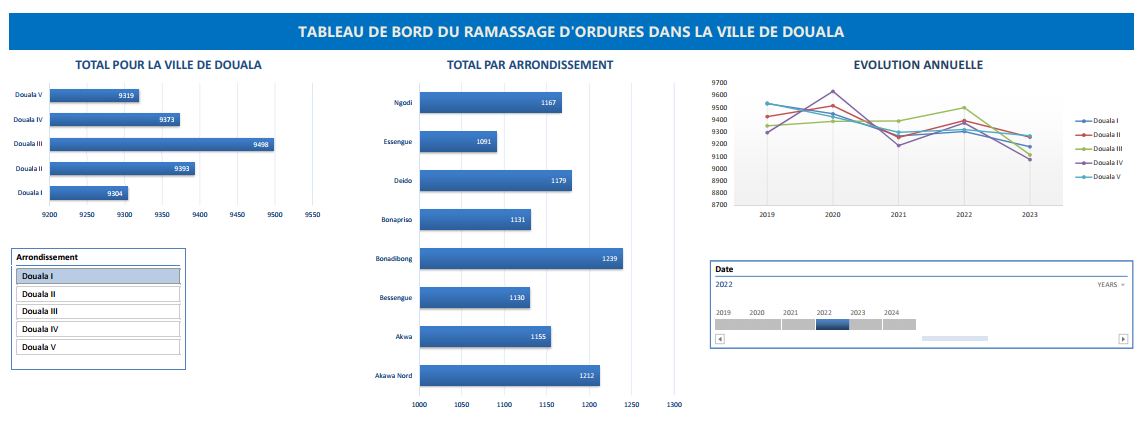 TABLEAU DE BORD DU RAMASSAGE D'ORDURES DANS LA VILLE DE DOUALA
TOTAL POUR LA VILLE DE DOUALA
Douala V 9319
Douala IV 9373
Douala III 9498
Douala II 9393
Douala I 9304
9200 9250 9300 9350 9400 9450 9500 9550
Arrondissement
Douala I
Douala II
Douala III
Douala IV
Douala V
TOTAL PAR ARRONDISSEMENT
Ngodi 1167
Essengue 1091
Deido 1179
Bonapriso 1131
Bonadibong 1239
Bessengue 1130
Akwa 1155
Akawa Nord 1212
1000 1050 1100 1150 1200 1250 1300
EVOLUTION ANNUELLE
9700
9600
9500
9400
9300
9200
9100
9000
8900
8800
8700
2019 2020 2021 2022 2023
Douala I
Douala II
Douala III
Douala IV
Douala V
Date
2022 YEARS
2019 2020 2021 2022 2023 2024